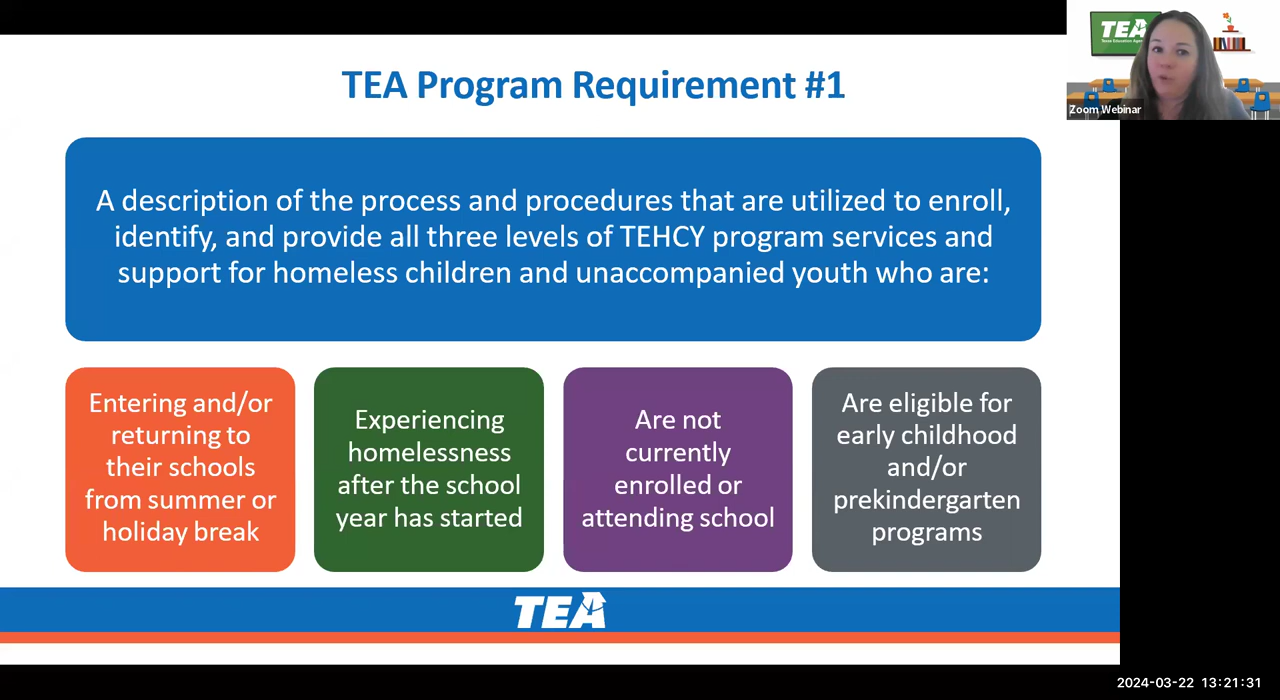 TEA Program Requirement #1
A description of the process and procedures that are utilized to enroll,
identify, and provide all three levels of TEHCY program services and
support for homeless children and unaccompanied youth who are:
Entering and/or
returning to
their schools
from summer or
holiday break
Experiencing
homelessness
after the school
year has started
Are not
currently
enrolled or
attending school
Are eligible for
early childhood
and/or
prekindergarten
programs
TEA
TEA
Zoom Webinar
2024-03-22 13:21:31